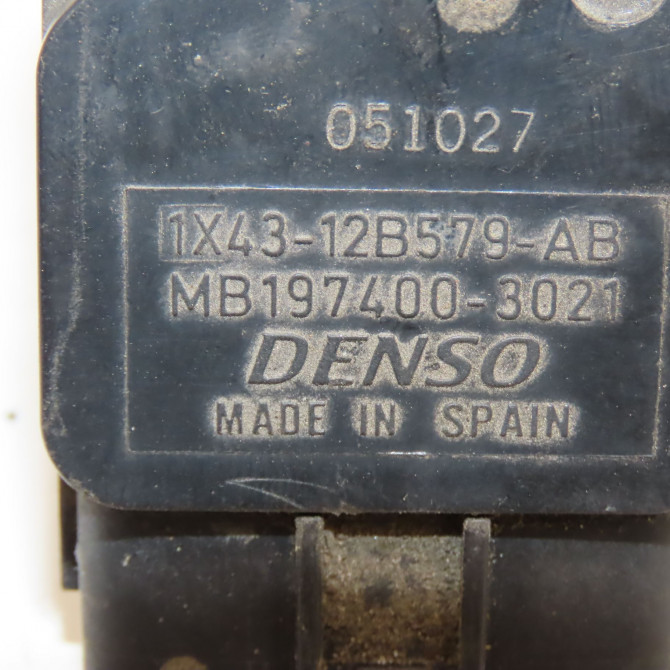 051027
1X43-12B579-AB
MB197400-3021
DENSO
MADE IN SPAIN